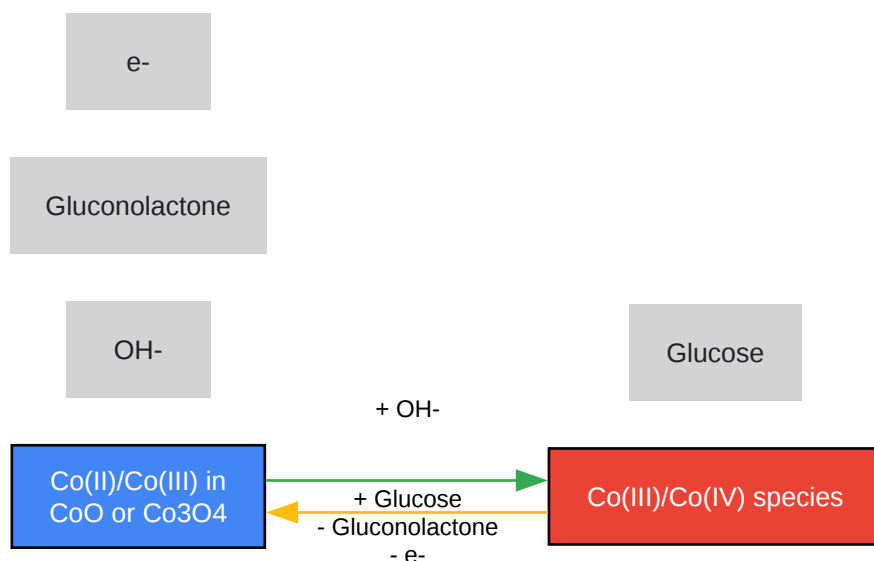 e-
Gluconolactone
OH-
Glucose
+ OH-
Co(II)/Co(III) in
CoO or Co3O4
+ Glucose
- Gluconolactone
- e-
Co(III)/Co(IV) species